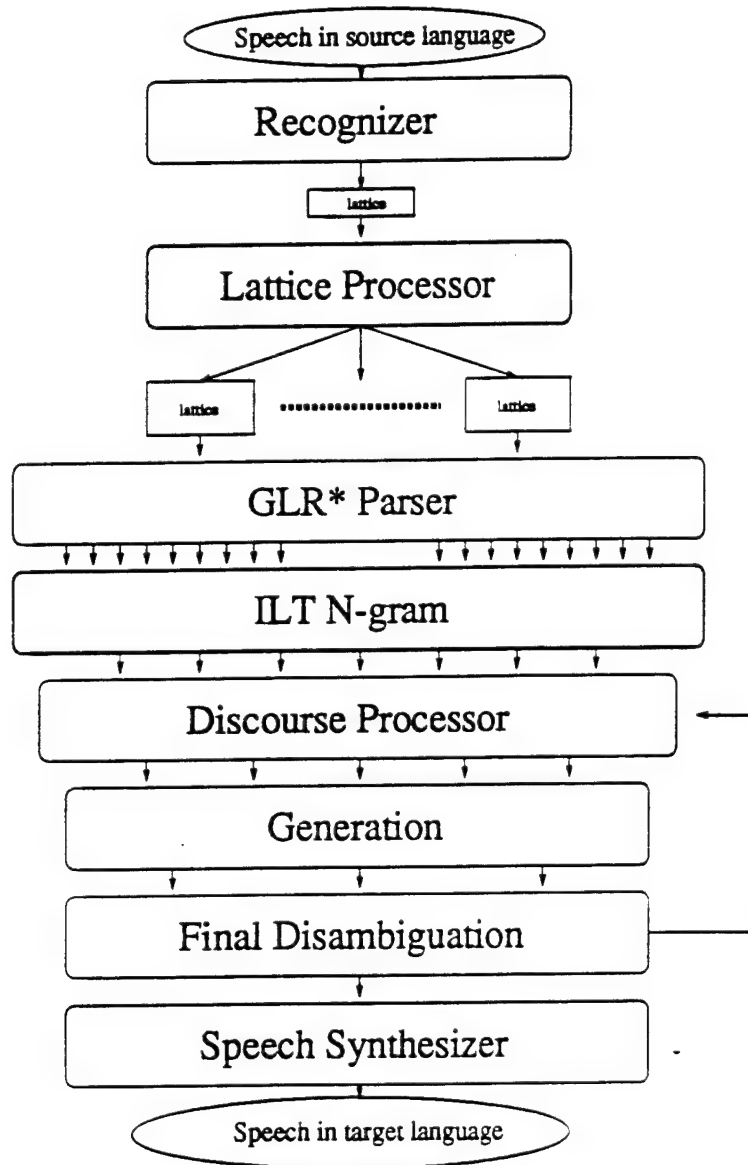 Speech in source language
Recognizer
lattice
Lattice Processor
lattice
lattice
GLR* Parser
ILT N-gram
Discourse Processor
Generation
Final Disambiguation
Speech Synthesizer
Speech in target language